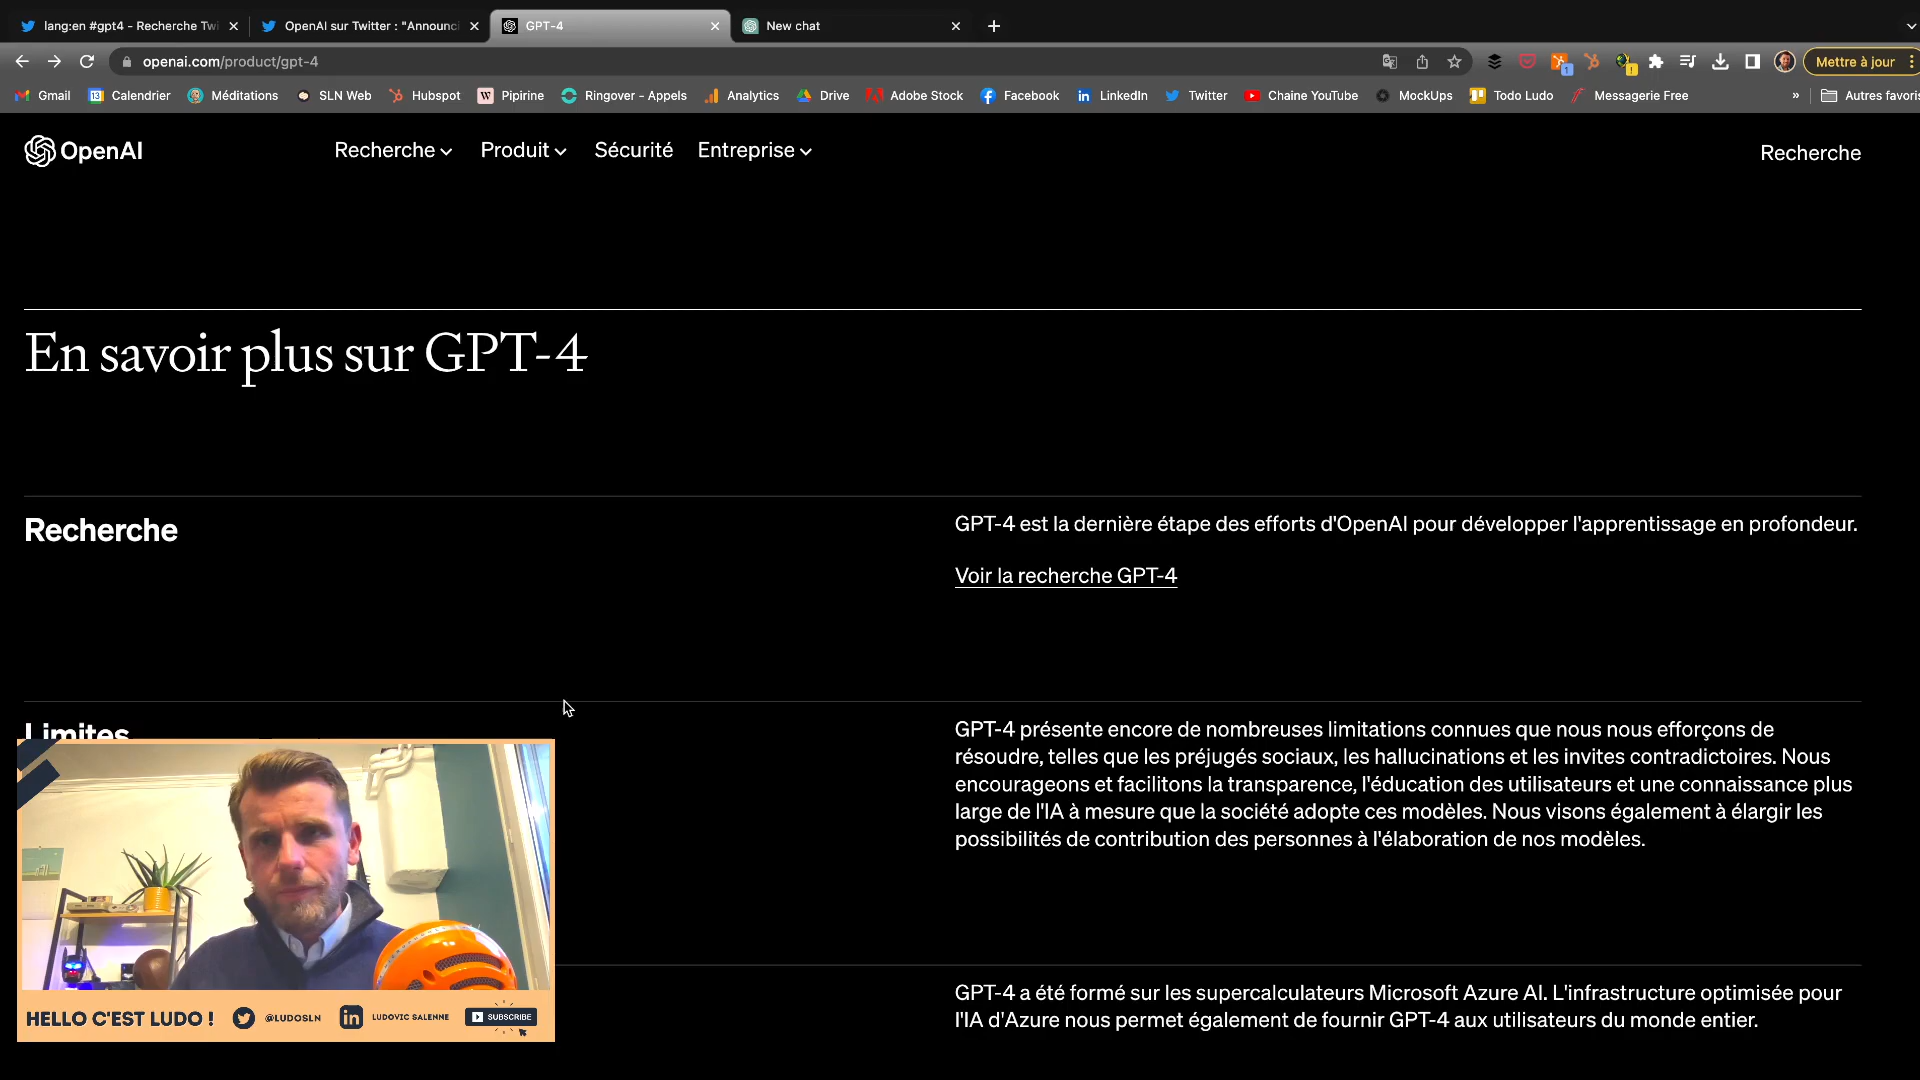 lang:en #gpt4 - Recherche Twi
OpenAI sur Twitter : "Announci
GPT-4
New chat
openai.com/product/gpt-4
Mettre à jour
Gmail
Calendrier
Méditations
SLN Web
Hubspot
Pipirine
Ringover - Appels
Analytics
Drive
Adobe Stock
Facebook
LinkedIn
Twitter
Chaine YouTube
MockUps
Todo Ludo
Messagerie Free
»
Autres favoris
OpenAI
Recherche
Produit
Sécurité
Entreprise
Recherche
En savoir plus sur GPT-4
Recherche
GPT-4 est la dernière étape des efforts d'OpenAI pour développer l'apprentissage en profondeur.
Voir la recherche GPT-4
Limites
GPT-4 présente encore de nombreuses limitations connues que nous nous efforçons de
résoudre, telles que les préjugés sociaux, les hallucinations et les invites contradictoires. Nous
encourageons et facilitons la transparence, l'éducation des utilisateurs et une connaissance plus
large de l'IA à mesure que la société adopte ces modèles. Nous visons également à élargir les
possibilités de contribution des personnes à l'élaboration de nos modèles.
GPT-4 a été formé sur les supercalculateurs Microsoft Azure AI. L'infrastructure optimisée pour
l'IA d'Azure nous permet également de fournir GPT-4 aux utilisateurs du monde entier.
HELLO C'EST LUDO !
@LUDOSLN
LUDOVIC SALENNE
SUBSCRIBE